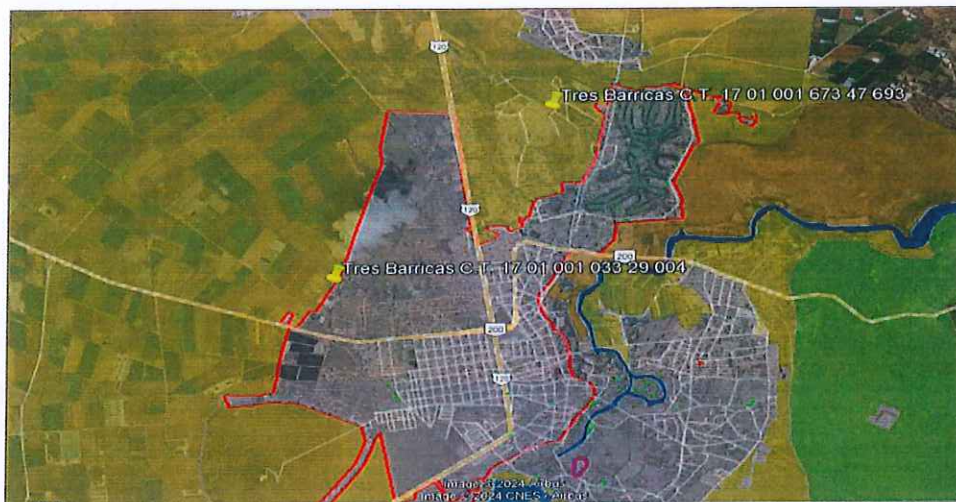 120
Tres Barricas C.T. 17 01 001 673 47 693
120
200
Tres Barricas C.T. 17 01 001 033 29 004
200
120
Image © 2024 Airbus
Image © 2024 CNES / Airbus